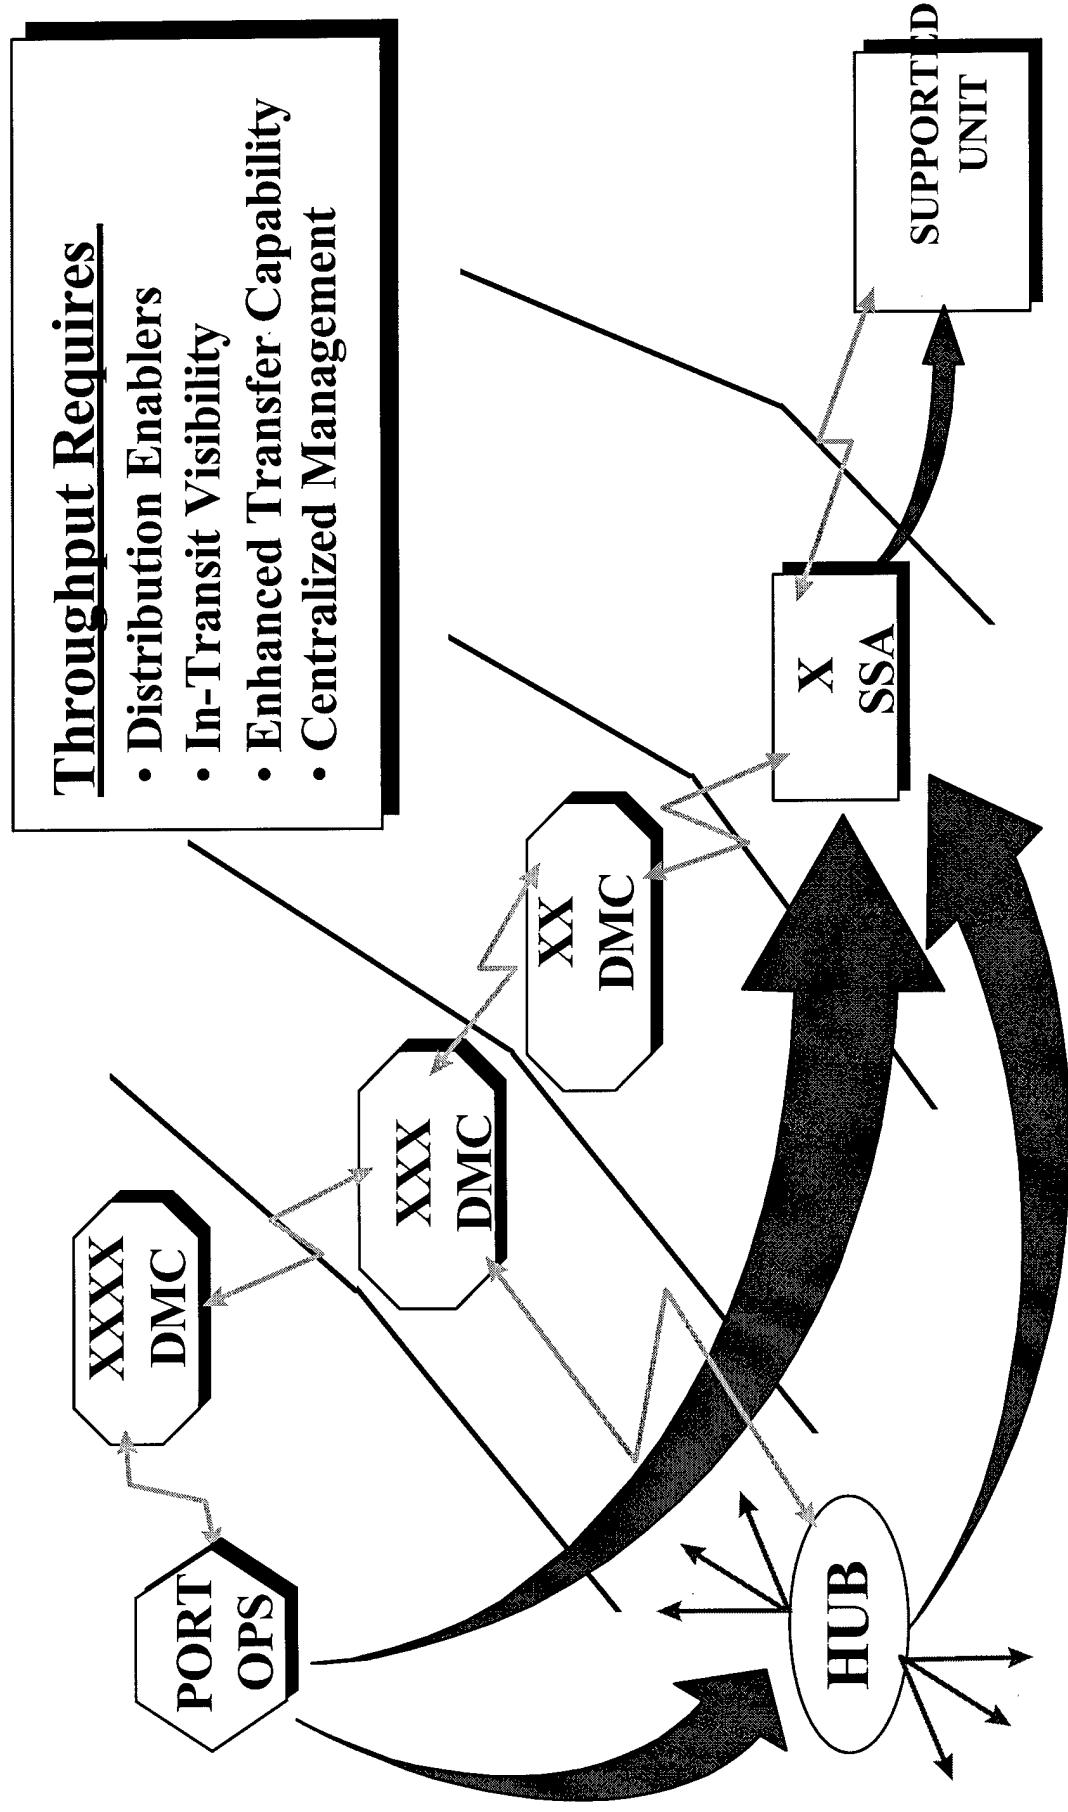 Throughput Requires
• Distribution Enablers
• In-Transit Visibility
• Enhanced Transfer Capability
• Centralized Management
XXXX
DMC
PORT
OPS
XXX
DMC
XX
DMC
X
SSA
HUB
SUPPORTED
UNIT